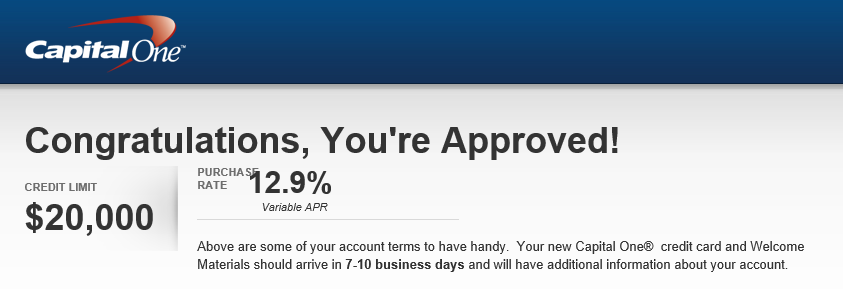 Capital One™
Congratulations, You're Approved!
CREDIT LIMIT
$20,000
PURCHASE
RATE
12.9%
Variable APR
Above are some of your account terms to have handy. Your new Capital One® credit card and Welcome
Materials should arrive in 7-10 business days and will have additional information about your account.